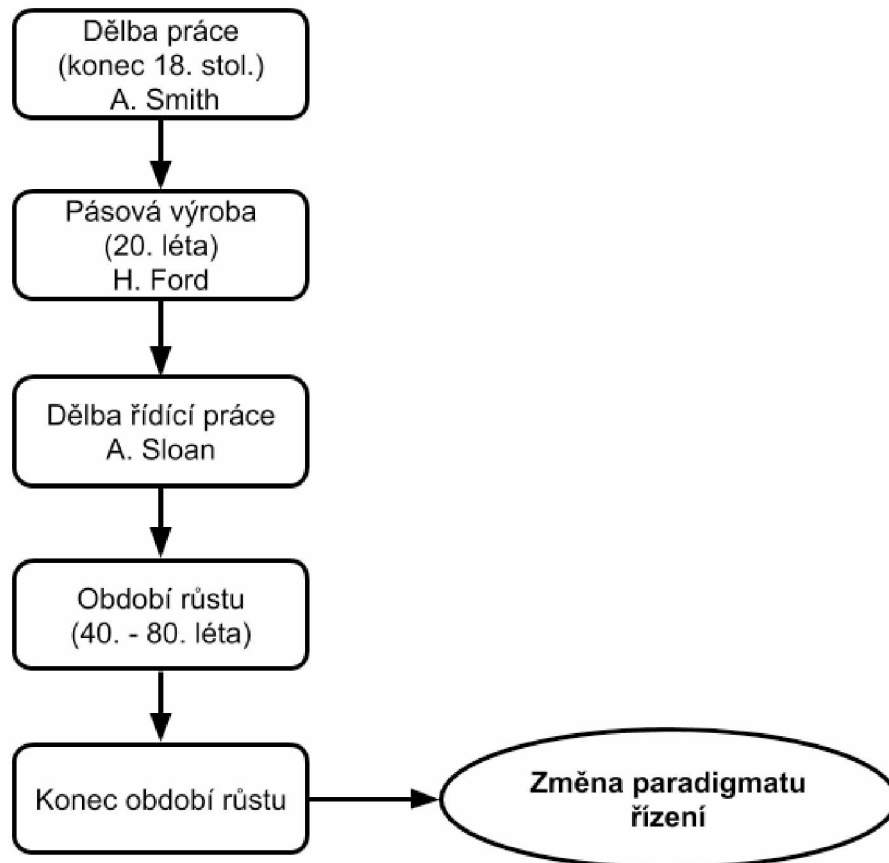 Dělba práce
(konec 18. stol.)
A. Smith
Pásová výroba
(20. léta)
H. Ford
Dělba řídící práce
A. Sloan
Období růstu
(40. - 80. léta)
Konec období růstu
Změna paradigmatu
řízení